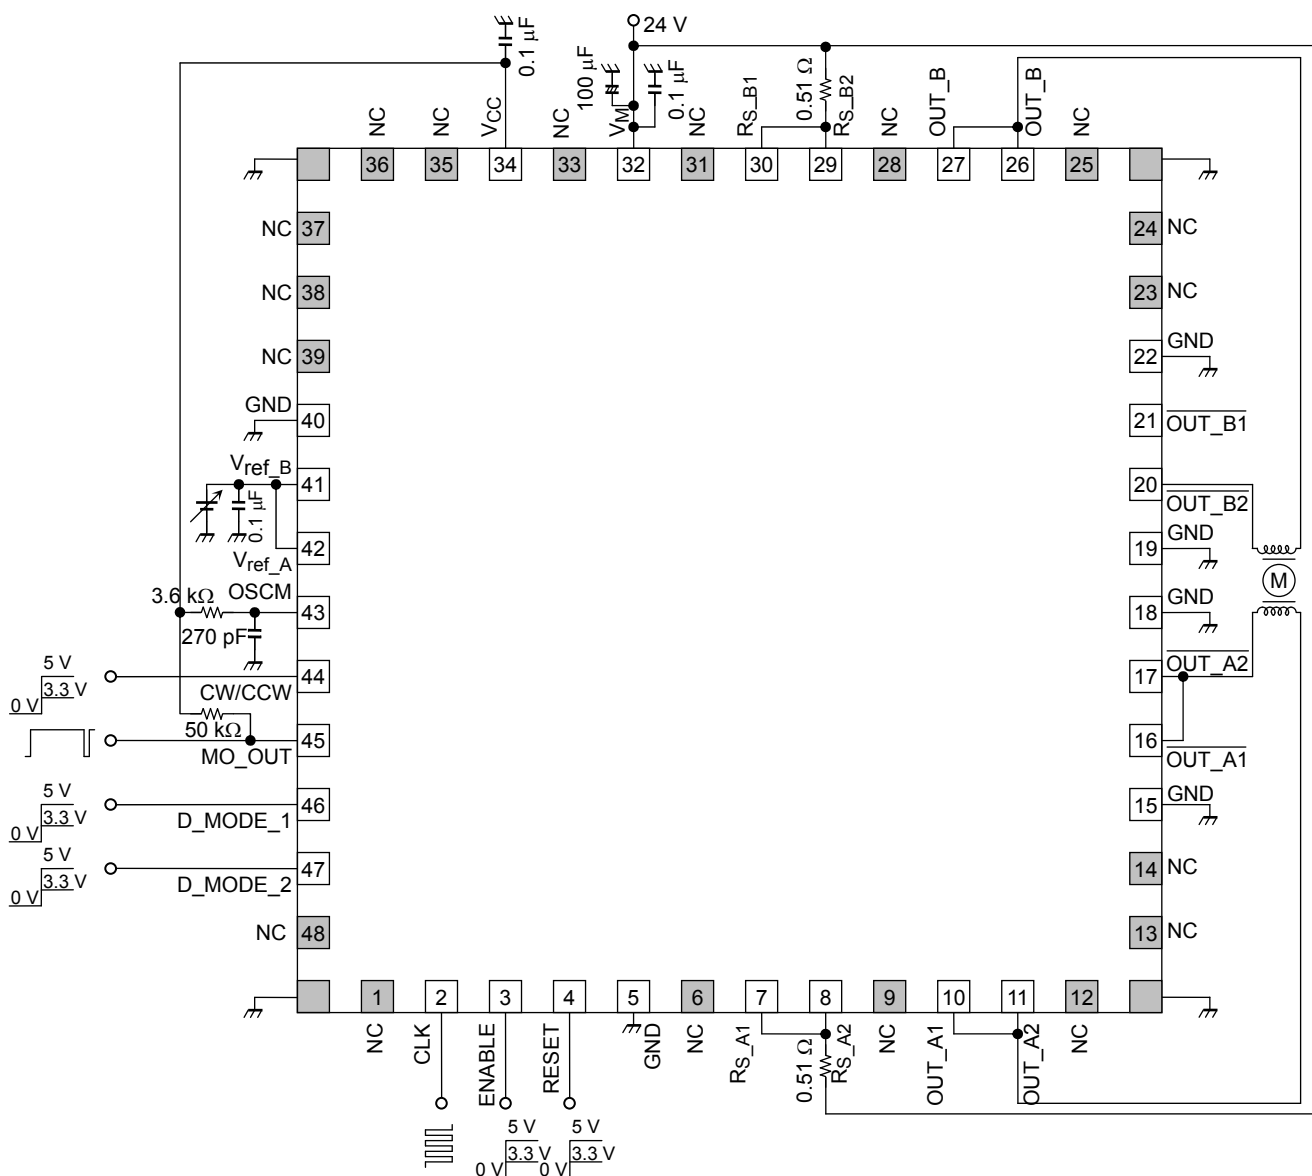 24 V
0.1 µF
100 µF
0.1 µF
0.51 Ω
NC
NC
VCC
NC
VM
NC
RS_B1
RS_B2
NC
OUT_B
OUT_B
NC
36
35
34
33
32
31
30
29
28
27
26
25
NC 37
NC 38
NC 39
GND
40
Vref_B
41
0.1 µF
42
Vref_A
OSCM
43
3.6 kΩ
270 pF
5 V
3.3 V
0 V
44
CW/CCW
50 kΩ
45
MO_OUT
5 V
3.3 V
0 V
46
D_MODE_1
5 V
3.3 V
0 V
47
D_MODE_2
NC 48
24 NC
23 NC
GND
22
21
OUT_B1
20
OUT_B2
GND
19
M
GND
18
17
OUT_A2
16
OUT_A1
GND
15
14 NC
13 NC
1
2
3
4
5
6
7
8
9
10
11
12
NC
CLK
ENABLE
RESET
GND
NC
RS_A1
0.51 Ω
RS_A2
NC
OUT_A1
OUT_A2
NC
5 V
3.3 V
0 V
5 V
3.3 V
0 V